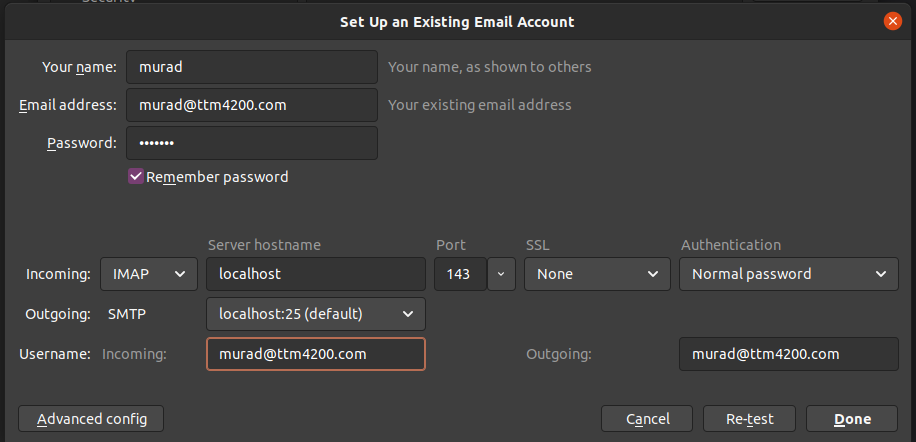 Set Up an Existing Email Account
Your name: murad Your name, as shown to others
Email address: murad@ttm4200.com Your existing email address
Password: •••••••
Remember password
Server hostname Port SSL Authentication
Incoming: IMAP localhost 143 None Normal password
Outgoing: SMTP localhost:25 (default)
Username: Incoming: murad@ttm4200.com Outgoing: murad@ttm4200.com
Advanced config Cancel Re-test Done